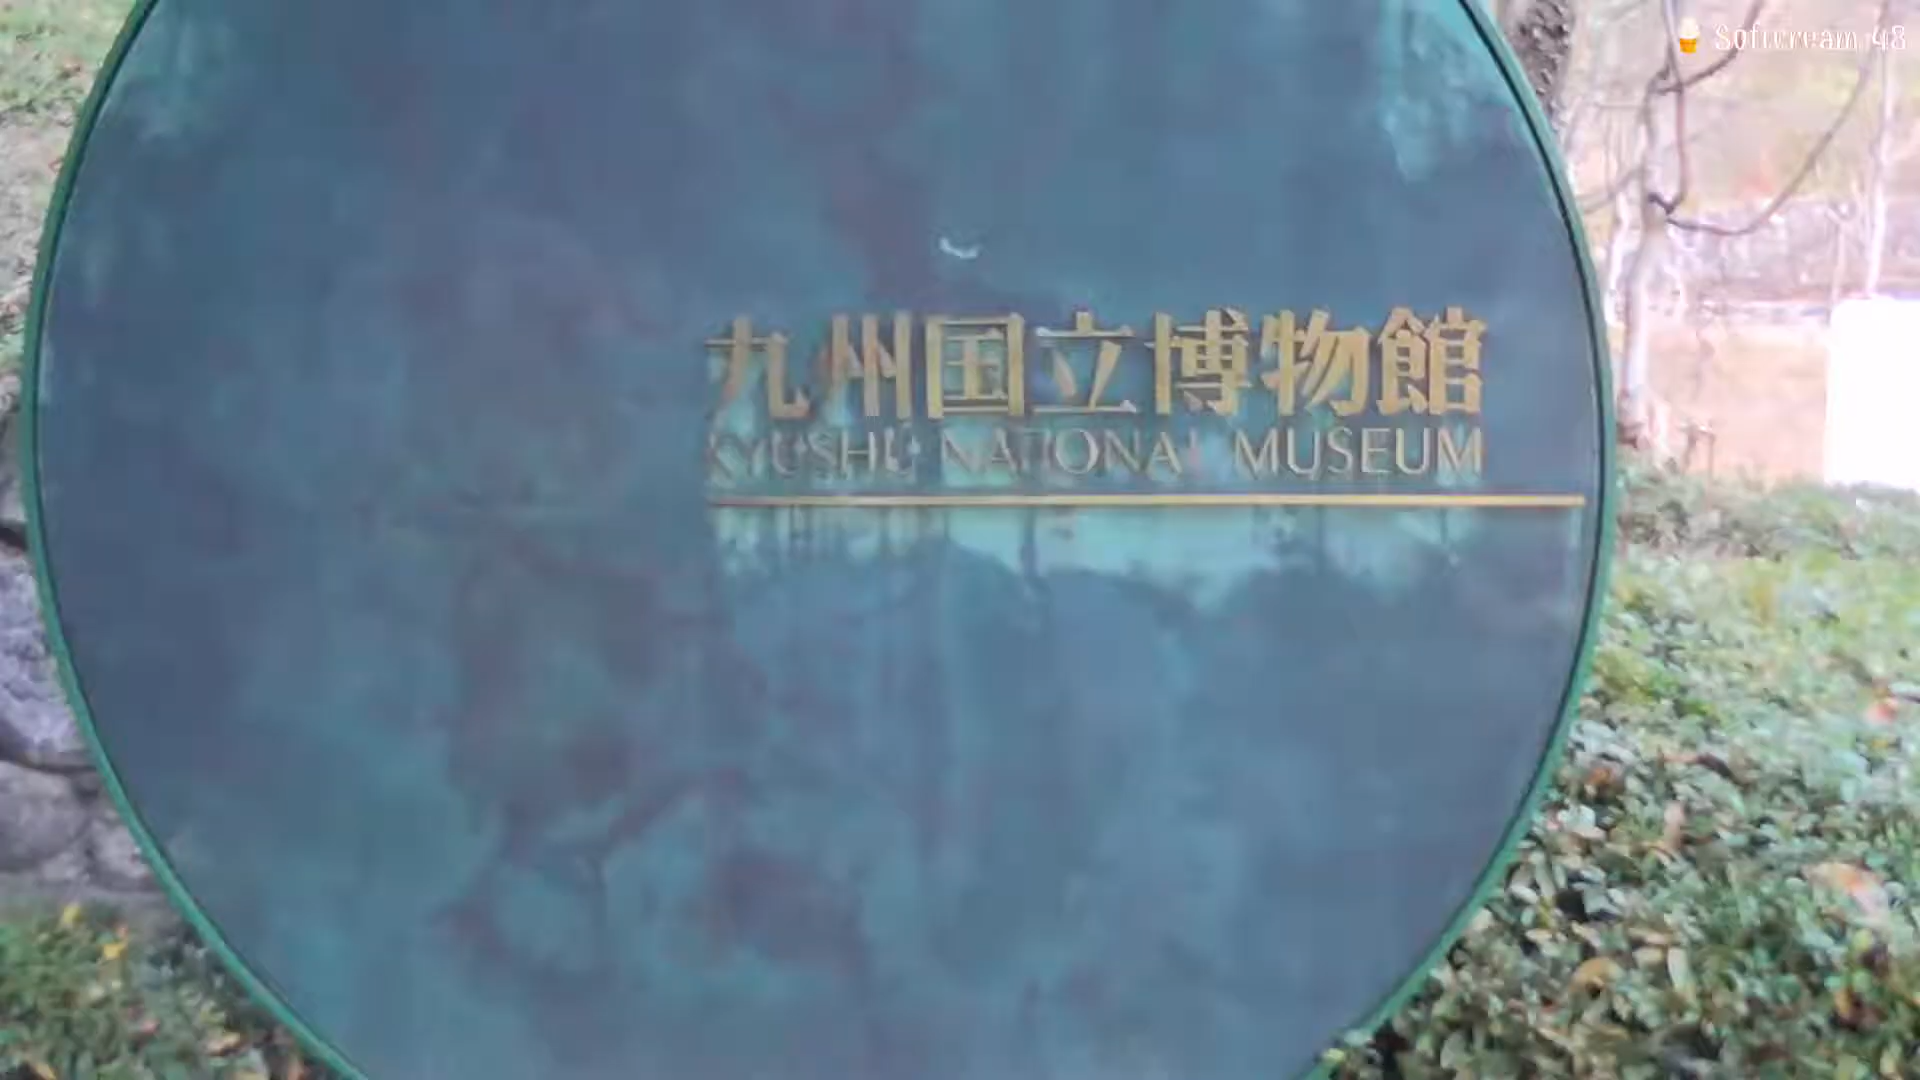 Softcream 48
九州国立博物館
KYUSHU NATIONAL MUSEUM